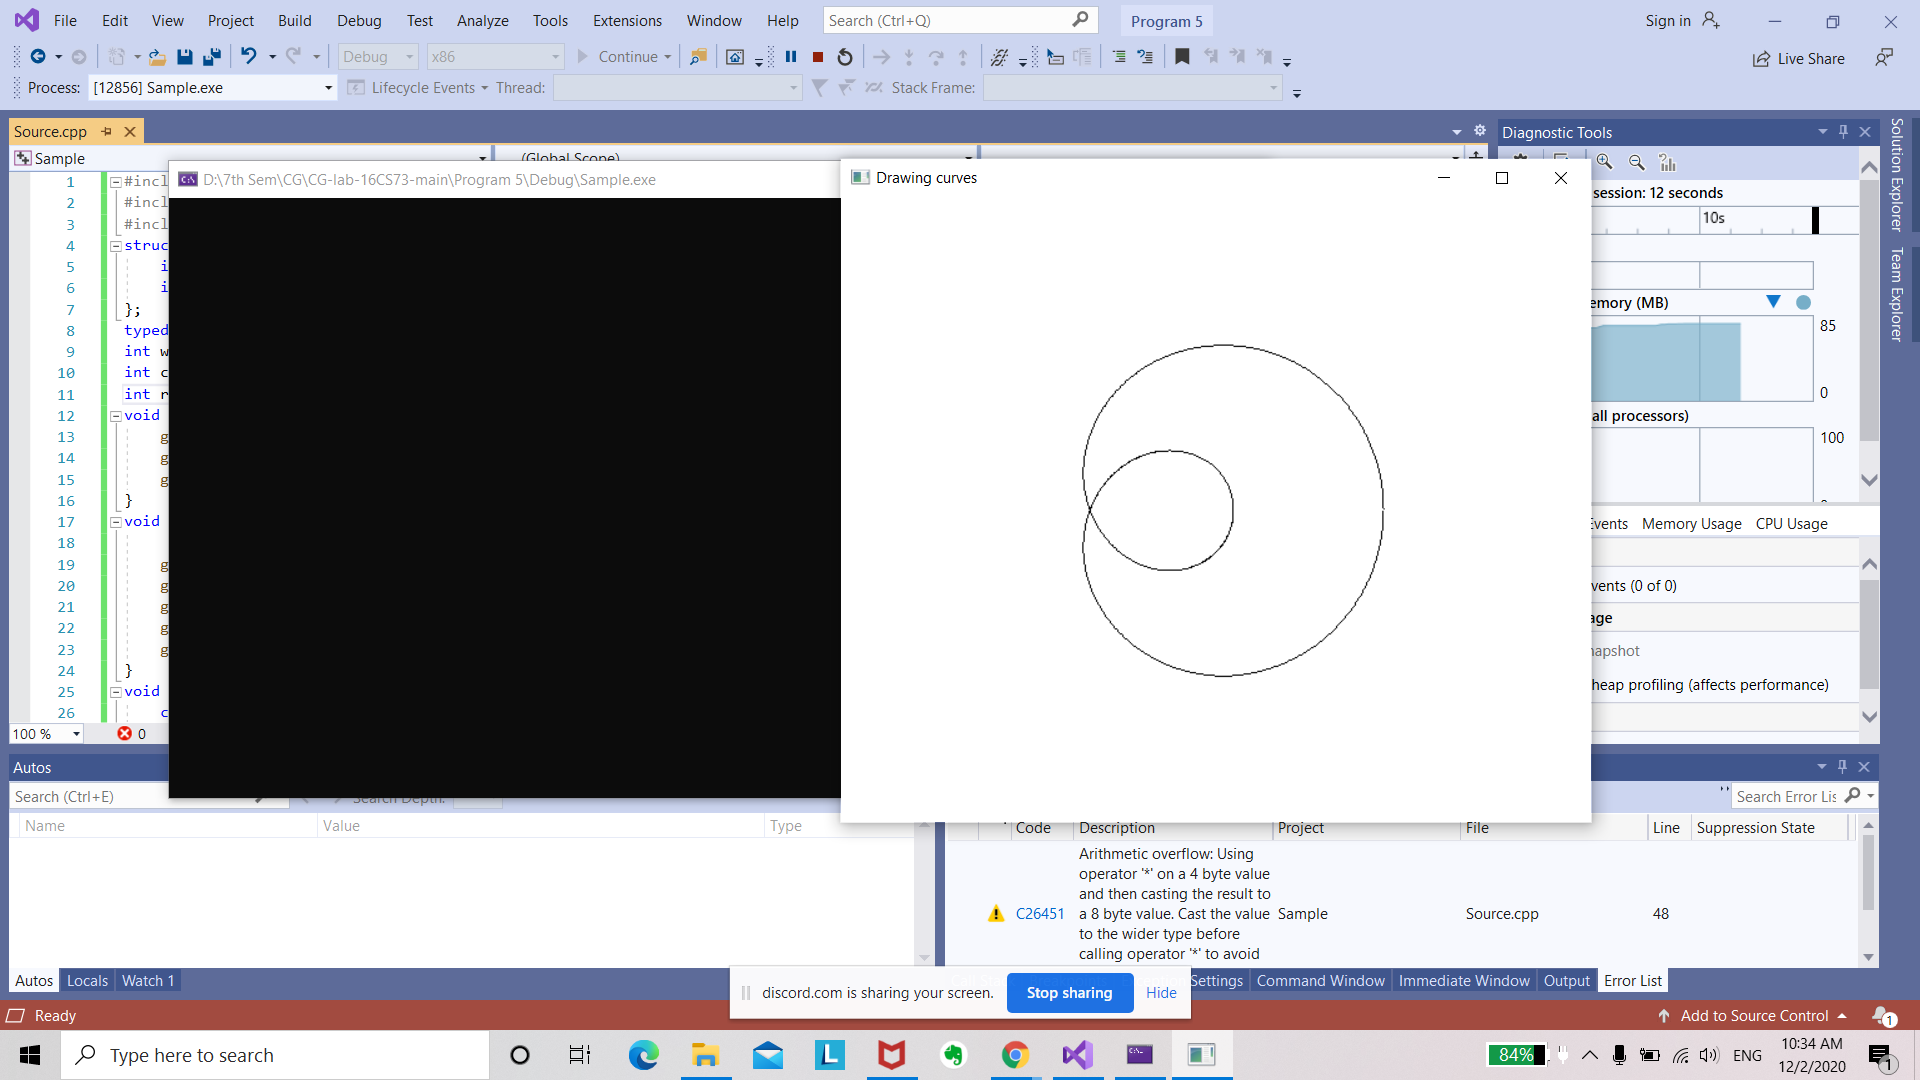 File Edit View Project Build Debug Test Analyze Tools Extensions Window Help Search (Ctrl+Q) Program 5 Sign in
Debug x86 Continue Live Share
Process: [12856] Sample.exe Lifecycle Events Thread: Stack Frame:
Source.cpp
Sample (Global Scope)
D:\7th Sem\CG\CG-lab-16CS73-main\Program 5\Debug\Sample.exe
Drawing curves
1 #incl
2 #incl
3 #incl
4 struc
5 i
6 i
7 };
8 typed
9 int w
10 int c
11 int r
12 void
13 g
14 g
15 g
16 }
17 void
18
19 g
20 g
21 g
22 g
23 g
24 }
25 void
26 c
100 % 0
Diagnostic Tools
session: 12 seconds
10s
emory (MB)
85
0
all processors)
100
Events Memory Usage CPU Usage
vents (0 of 0)
age
napshot
heap profiling (affects performance)
Solution Explorer
Team Explorer
Autos
Search (Ctrl+E) Search Depth:
Name Value Type
Search Error Lis
Code Description Project File Line Suppression State
Arithmetic overflow: Using
operator '*' on a 4 byte value
and then casting the result to
C26451 a 8 byte value. Cast the value Sample Source.cpp 48
to the wider type before
calling operator '*' to avoid
Autos Locals Watch 1
Settings Command Window Immediate Window Output Error List
discord.com is sharing your screen. Stop sharing Hide
Ready Add to Source Control 1
Type here to search
84% ENG 10:34 AM
12/2/2020 1